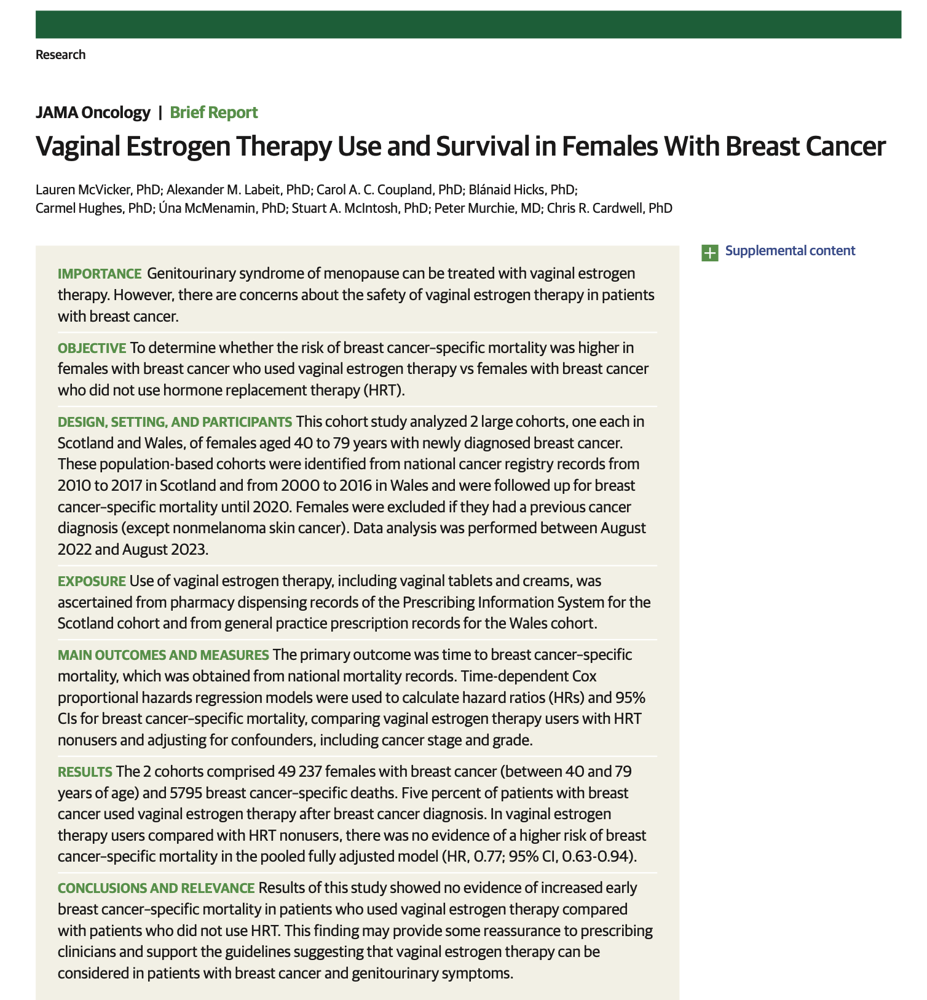 Research
JAMA Oncology | Brief Report
Vaginal Estrogen Therapy Use and Survival in Females With Breast Cancer
Lauren McVicker, PhD; Alexander M. Labeit, PhD; Carol A. C. Coupland, PhD; Blánaid Hicks, PhD;
Carmel Hughes, PhD; Úna McMenamin, PhD; Stuart A. McIntosh, PhD; Peter Murchie, MD; Chris R. Cardwell, PhD
Supplemental content
IMPORTANCE Genitourinary syndrome of menopause can be treated with vaginal estrogen
therapy. However, there are concerns about the safety of vaginal estrogen therapy in patients
with breast cancer.
OBJECTIVE To determine whether the risk of breast cancer–specific mortality was higher in
females with breast cancer who used vaginal estrogen therapy vs females with breast cancer
who did not use hormone replacement therapy (HRT).
DESIGN, SETTING, AND PARTICIPANTS This cohort study analyzed 2 large cohorts, one each in
Scotland and Wales, of females aged 40 to 79 years with newly diagnosed breast cancer.
These population-based cohorts were identified from national cancer registry records from
2010 to 2017 in Scotland and from 2000 to 2016 in Wales and were followed up for breast
cancer–specific mortality until 2020. Females were excluded if they had a previous cancer
diagnosis (except nonmelanoma skin cancer). Data analysis was performed between August
2022 and August 2023.
EXPOSURE Use of vaginal estrogen therapy, including vaginal tablets and creams, was
ascertained from pharmacy dispensing records of the Prescribing Information System for the
Scotland cohort and from general practice prescription records for the Wales cohort.
MAIN OUTCOMES AND MEASURES The primary outcome was time to breast cancer–specific
mortality, which was obtained from national mortality records. Time-dependent Cox
proportional hazards regression models were used to calculate hazard ratios (HRs) and 95%
CIs for breast cancer–specific mortality, comparing vaginal estrogen therapy users with HRT
nonusers and adjusting for confounders, including cancer stage and grade.
RESULTS The 2 cohorts comprised 49 237 females with breast cancer (between 40 and 79
years of age) and 5795 breast cancer–specific deaths. Five percent of patients with breast
cancer used vaginal estrogen therapy after breast cancer diagnosis. In vaginal estrogen
therapy users compared with HRT nonusers, there was no evidence of a higher risk of breast
cancer–specific mortality in the pooled fully adjusted model (HR, 0.77; 95% CI, 0.63-0.94).
CONCLUSIONS AND RELEVANCE Results of this study showed no evidence of increased early
breast cancer–specific mortality in patients who used vaginal estrogen therapy compared
with patients who did not use HRT. This finding may provide some reassurance to prescribing
clinicians and support the guidelines suggesting that vaginal estrogen therapy can be
considered in patients with breast cancer and genitourinary symptoms.